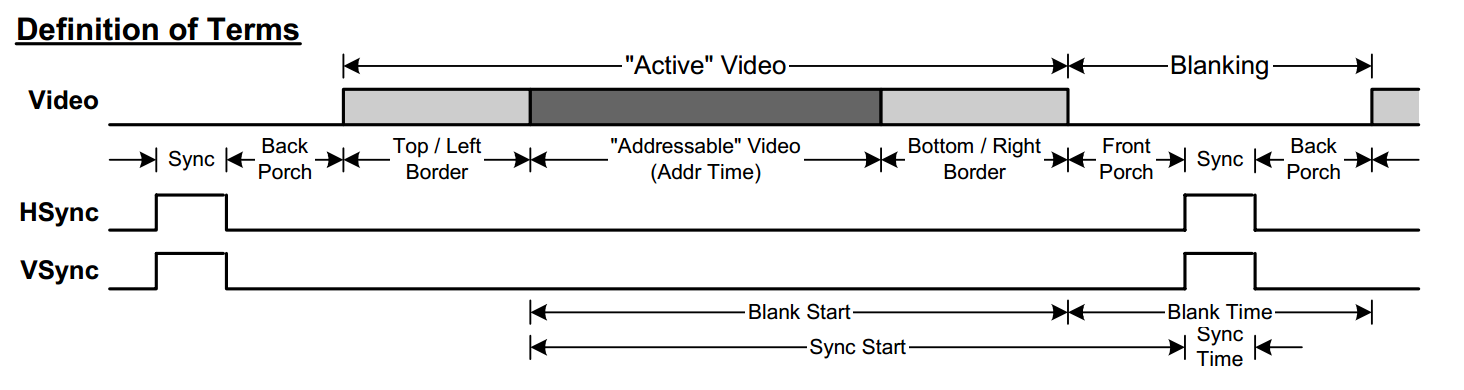 Definition of Terms
"Active" Video
Blanking
Video
Sync
Back
Porch
Top / Left
Border
"Addressable" Video
(Addr Time)
Bottom / Right
Border
Front
Porch
Sync
Back
Porch
HSync
VSync
Blank Start
Blank Time
Sync Start
Sync
Time